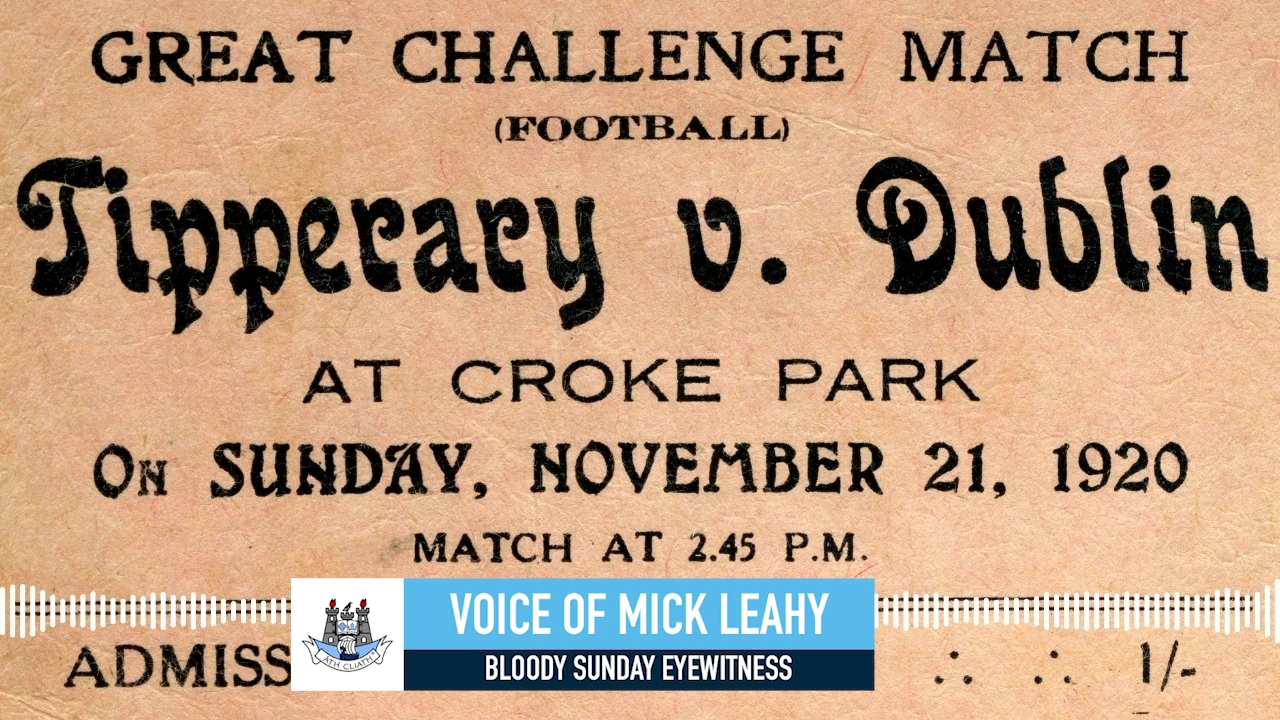 GREAT CHALLENGE MATCH
(FOOTBALL)
Tipperary v. Dublin
AT CROKE PARK
ON SUNDAY, NOVEMBER 21, 1920
MATCH AT 2.45 P.M.
VOICE OF MICK LEAHY
ÁTH CLIATH
BLOODY SUNDAY EYEWITNESS
ADMISS 1/-